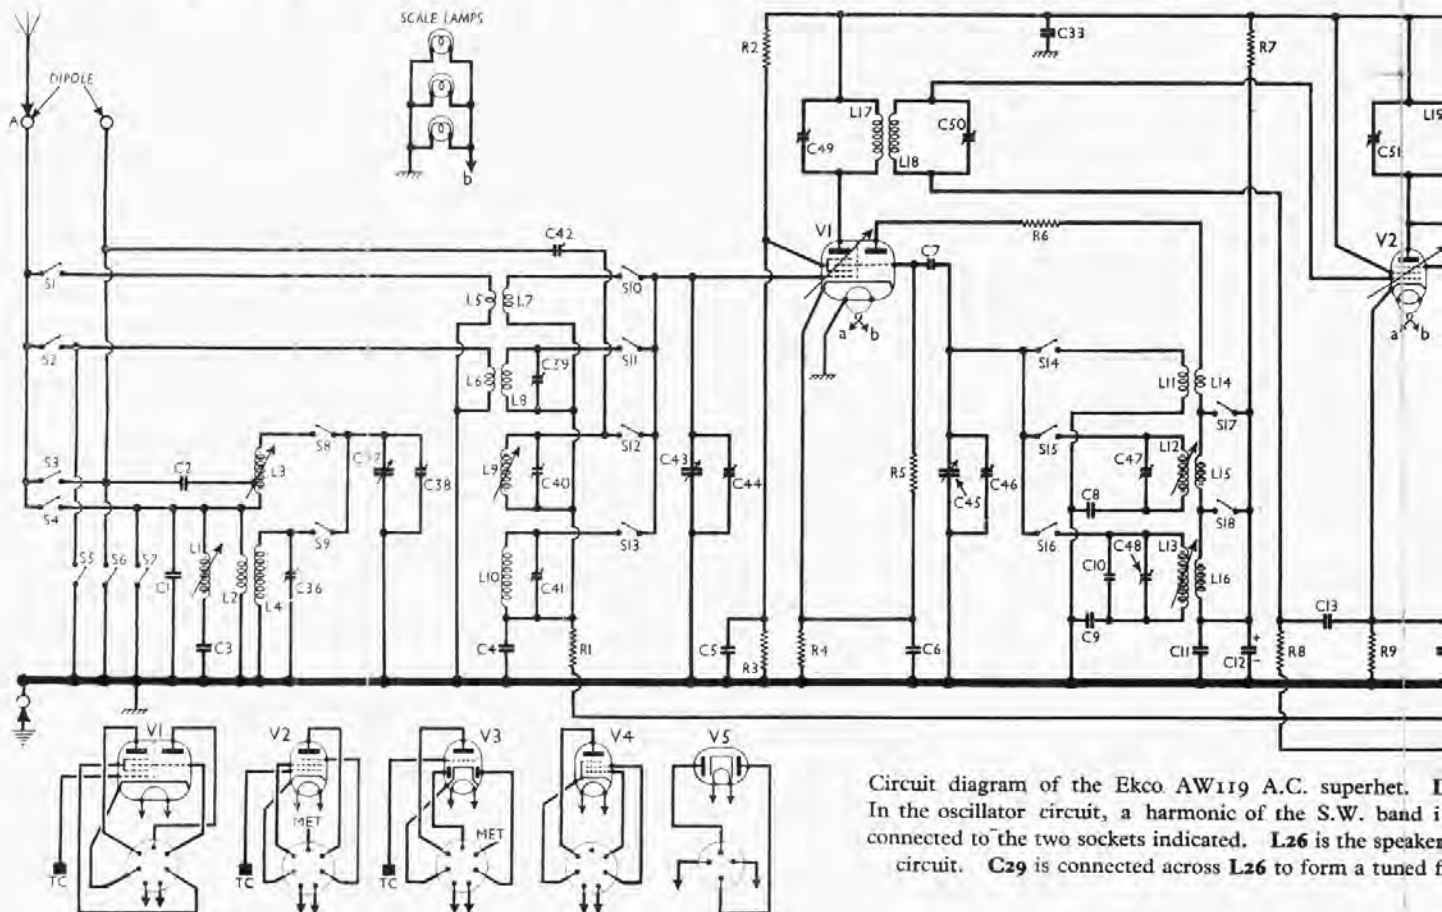 SCALE LAMPS
DIPOLE
A
b
R2
C33
R7
L17
C49
L18
C50
L19
C51
V1
C7
R6
V2
a b
a b
C42
S1
L5 L7
S10
S2
L6
L8
C39
S11
S14
L11
L14
S17
S3
C2
L3
S8
C38
L9
C40
S12
C43
C44
R5
C45
C46
S15
L12
C47
L15
C8
S18
S4
S5
S6
S7
C1
L2
L4
S9
C36
C3
L10
C41
S13
S16
C10
C48
L13
L16
C9
C4
R1
C5
R3
R4
C6
C11
C12
+
−
R8
C13
R9
V1
V2
V3
V4
V5
TC
MET
TC
MET
TC
Circuit diagram of the Ekco AW119 A.C. superhet. L
In the oscillator circuit, a harmonic of the S.W. band i
connected to the two sockets indicated. L26 is the speaker
circuit. C29 is connected across L26 to form a tuned f